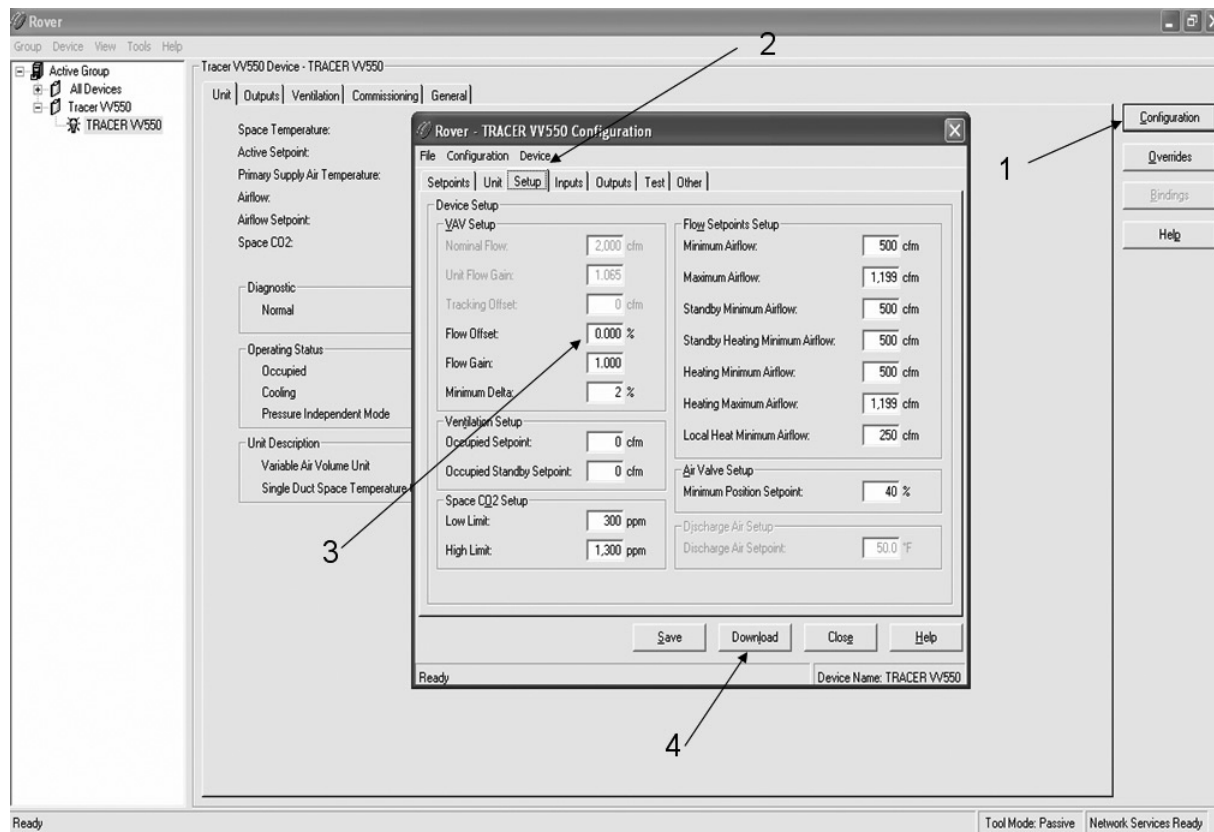 Rover
Group Device View Tools Help
Active Group
All Devices
Tracer VV550
TRACER VV550
Tracer VV550 Device - TRACER VV550
Unit Outputs Ventilation Commissioning General
Space Temperature:
Active Setpoint:
Primary Supply Air Temperature:
Airflow:
Airflow Setpoint:
Space CO2:
Diagnostic
Normal
Operating Status
Occupied
Cooling
Pressure Independent Mode
Unit Description
Variable Air Volume Unit
Single Duct Space Temperature
Configuration
Overrides
Bindings
Help
1
2
3
4
Rover - TRACER VV550 Configuration
File Configuration Device
Setpoints Unit Setup Inputs Outputs Test Other
Device Setup
VAV Setup
Nominal Flow: 2,000 cfm
Unit Flow Gain: 1.065
Tracking Offset: 0 cfm
Flow Offset: 0.000 %
Flow Gain: 1.000
Minimum Delta: 2 %
Ventilation Setup
Occupied Setpoint: 0 cfm
Occupied Standby Setpoint: 0 cfm
Space CO2 Setup
Low Limit: 300 ppm
High Limit: 1,300 ppm
Flow Setpoints Setup
Minimum Airflow: 500 cfm
Maximum Airflow: 1,199 cfm
Standby Minimum Airflow: 500 cfm
Standby Heating Minimum Airflow: 500 cfm
Heating Minimum Airflow: 500 cfm
Heating Maximum Airflow: 1,199 cfm
Local Heat Minimum Airflow: 250 cfm
Air Valve Setup
Minimum Position Setpoint: 40 %
Discharge Air Setup
Discharge Air Setpoint: 50.0 °F
Save Download Close Help
Ready Device Name: TRACER VV550
Ready Tool Mode: Passive Network Services Ready